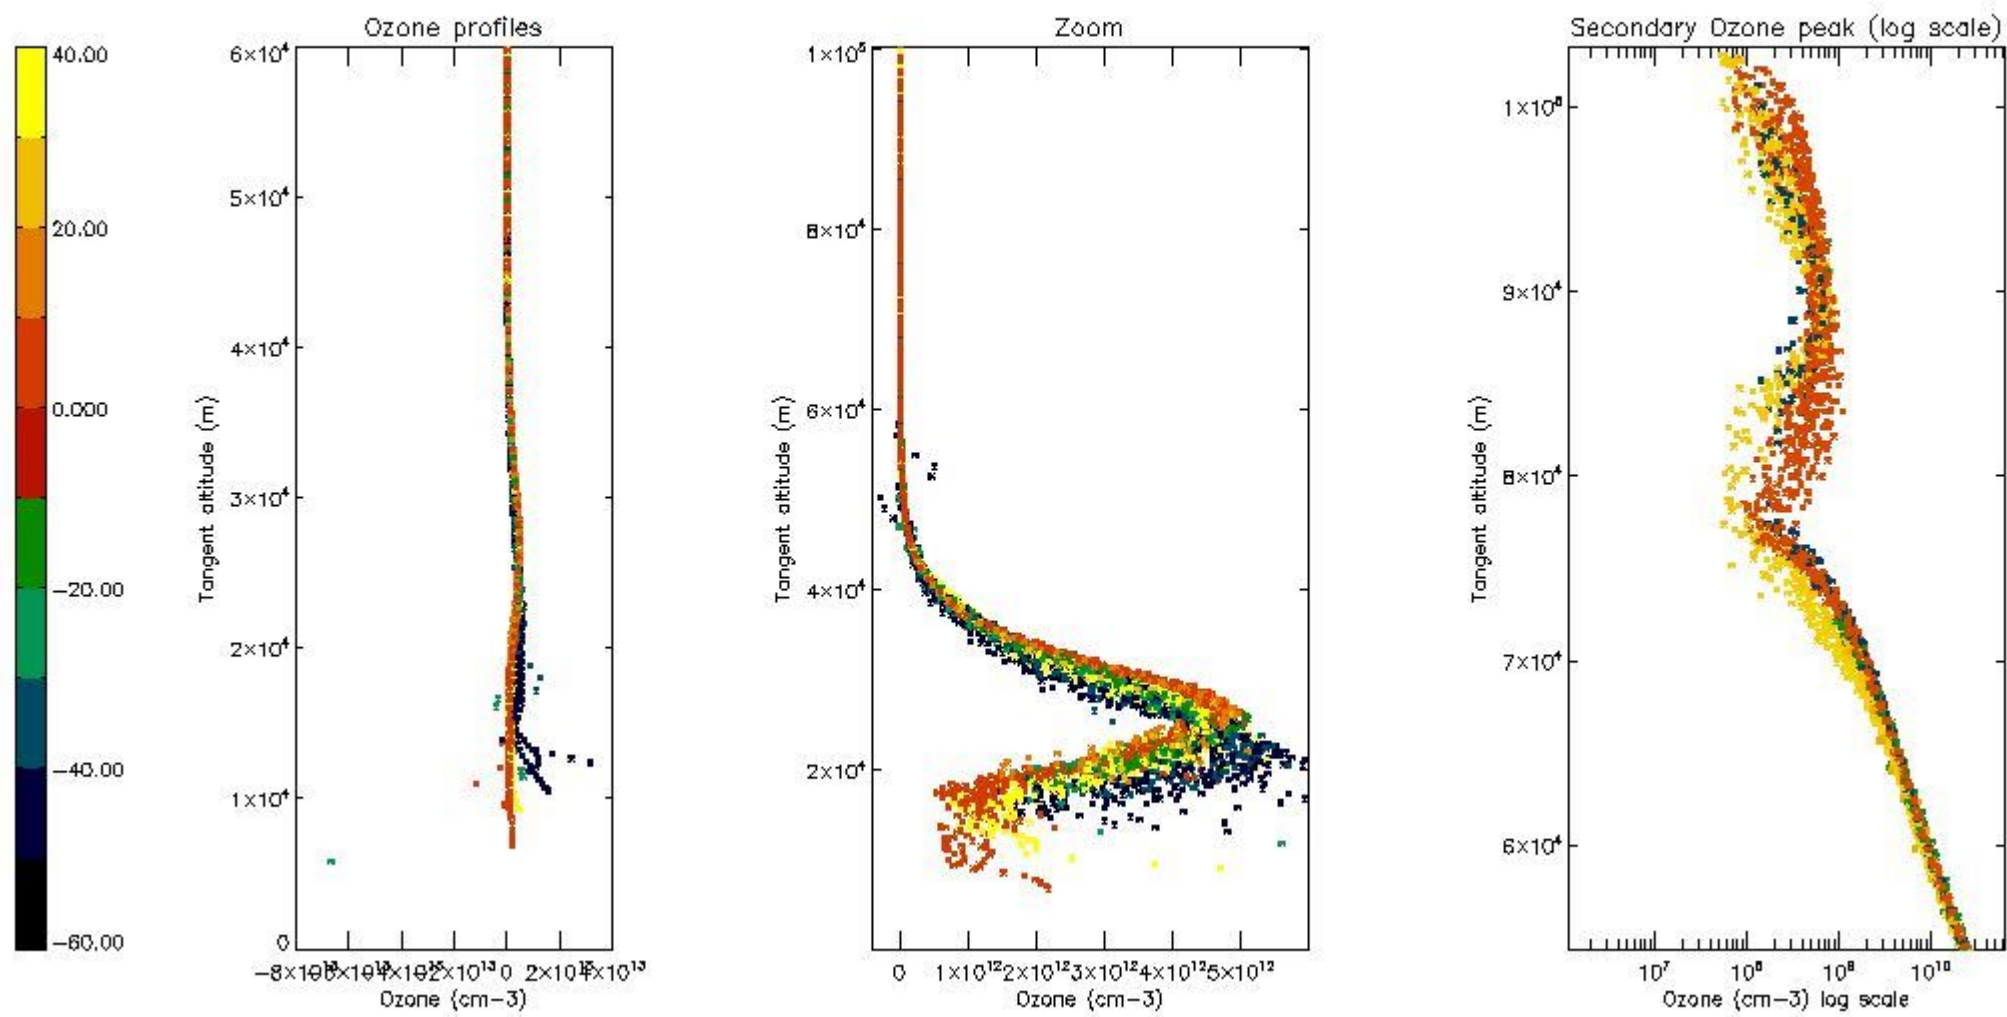 Ozone profiles
Zoom
Secondary Ozone peak (log scale)
40.00
20.00
0.000
−20.00
−40.00
−60.00
6×10⁴
5×10⁴
4×10⁴
3×10⁴
2×10⁴
1×10⁴
0
Tangent altitude (m)
0 2×10¹³
Ozone (cm−3)
1×10⁵
8×10⁴
6×10⁴
4×10⁴
2×10⁴
Tangent altitude (m)
0 1×10¹² 2×10¹² 3×10¹² 4×10¹² 5×10¹²
Ozone (cm−3)
1×10⁵
9×10⁴
8×10⁴
7×10⁴
6×10⁴
Tangent altitude (m)
10⁷ 10⁸ 10⁹ 10¹⁰
Ozone (cm−3) log scale